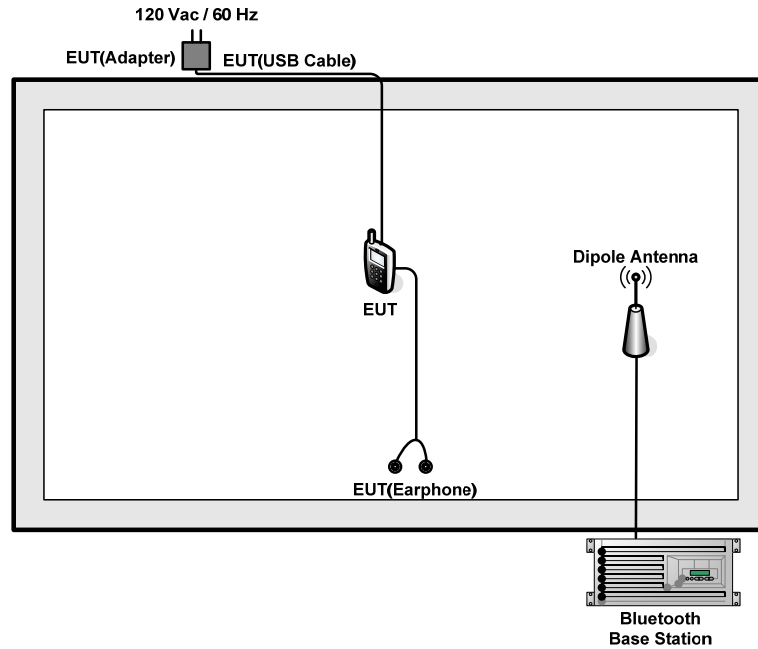 120 Vac / 60 Hz
EUT(Adapter)
EUT(USB Cable)
Dipole Antenna
EUT
EUT(Earphone)
Bluetooth
Base Station